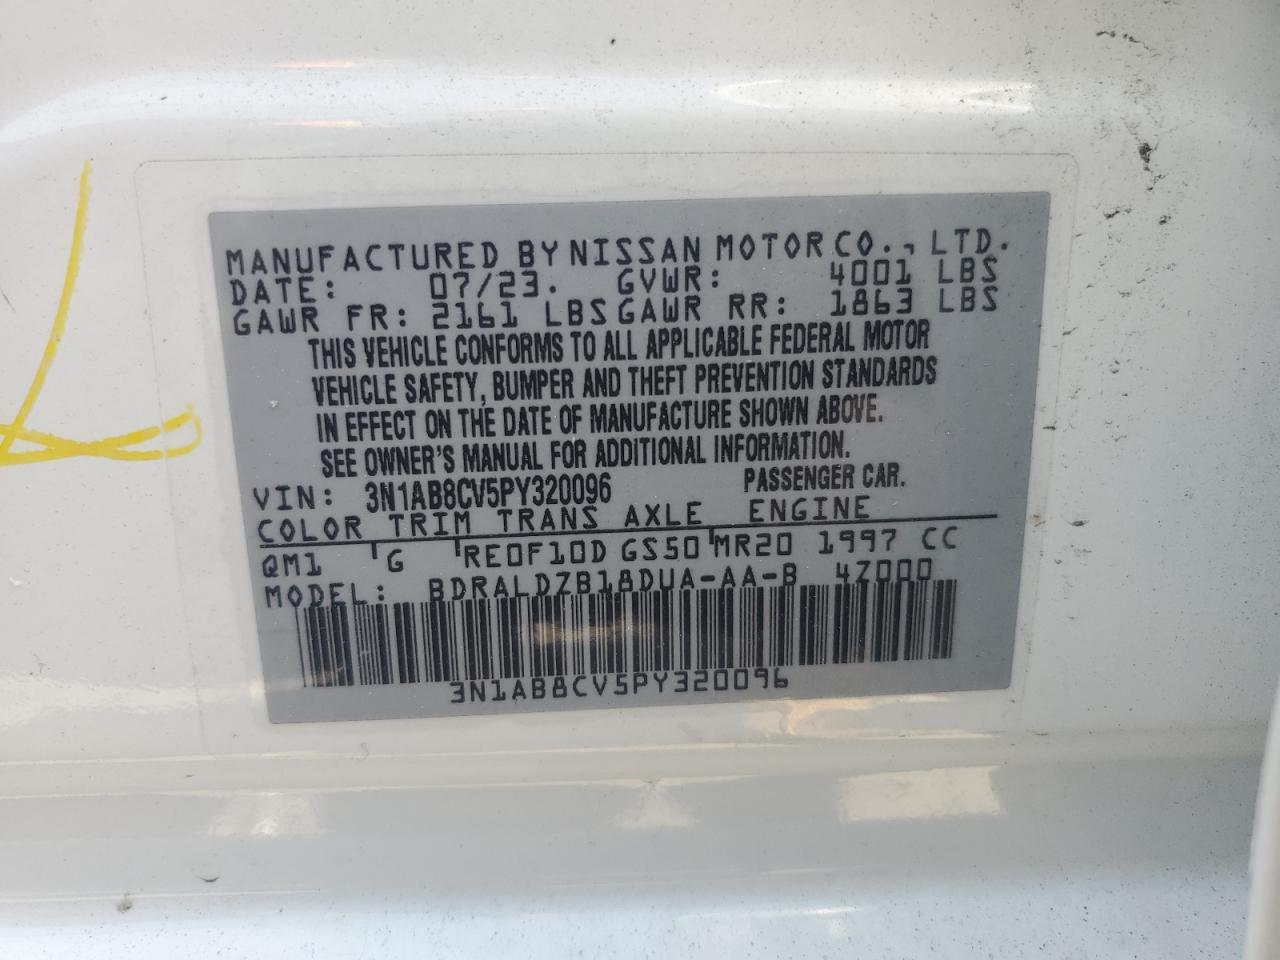 MANUFACTURED BY NISSAN MOTOR CO., LTD.
DATE: 07/23. GVWR: 4001 LBS
GAWR FR: 2161 LBS GAWR RR: 1863 LBS
THIS VEHICLE CONFORMS TO ALL APPLICABLE FEDERAL MOTOR
VEHICLE SAFETY, BUMPER AND THEFT PREVENTION STANDARDS
IN EFFECT ON THE DATE OF MANUFACTURE SHOWN ABOVE.
SEE OWNER'S MANUAL FOR ADDITIONAL INFORMATION.
VIN: 3N1AB8CV5PY320096 PASSENGER CAR.
COLOR TRIM TRANS AXLE ENGINE
QM1 G RE0F10D GS50 MR20 1997 CC
MODEL: BDRALDZB18DUA-AA-B 4Z000
3N1AB8CV5PY320096